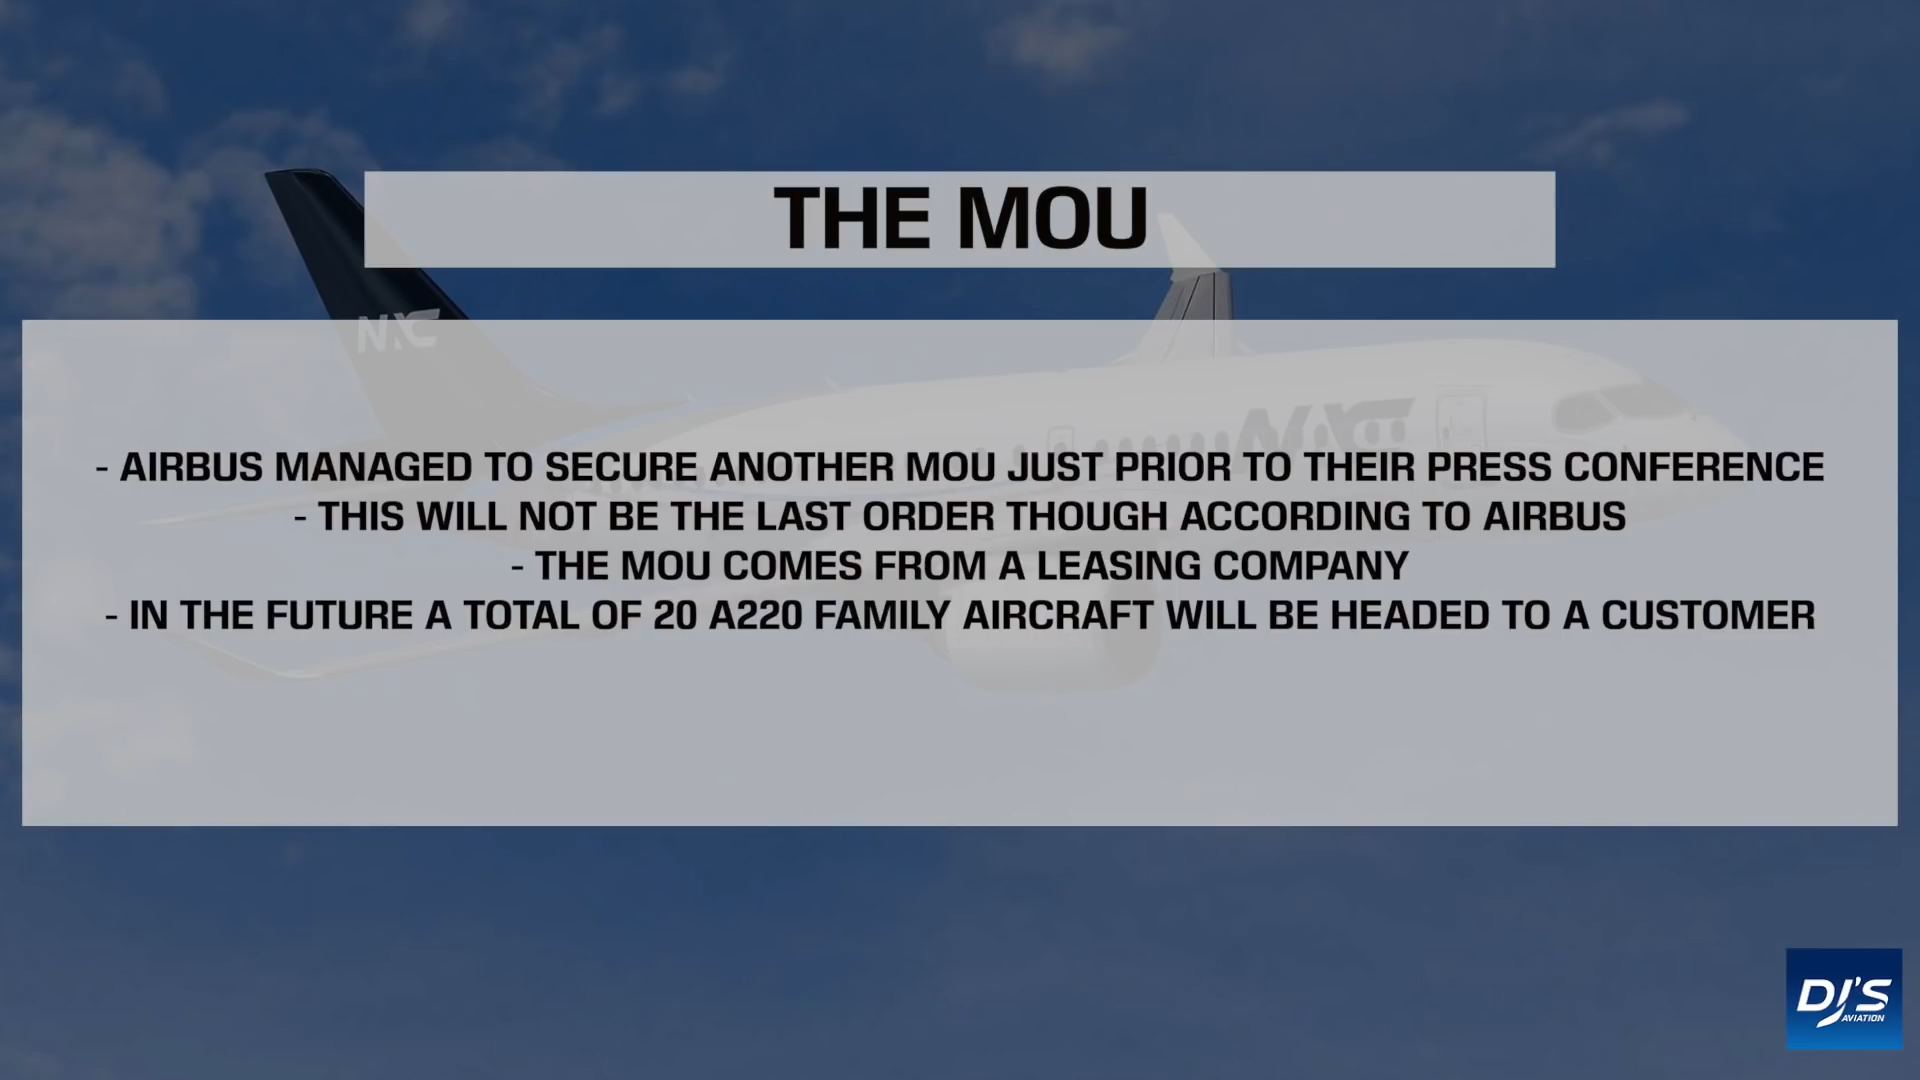 THE MOU
NAC
NAC
- AIRBUS MANAGED TO SECURE ANOTHER MOU JUST PRIOR TO THEIR PRESS CONFERENCE
- THIS WILL NOT BE THE LAST ORDER THOUGH ACCORDING TO AIRBUS
- THE MOU COMES FROM A LEASING COMPANY
- IN THE FUTURE A TOTAL OF 20 A220 FAMILY AIRCRAFT WILL BE HEADED TO A CUSTOMER
DJ'S
AVIATION